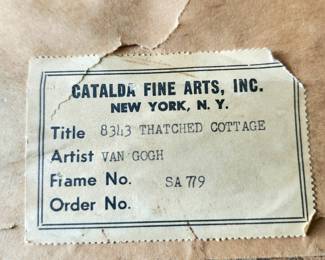 CATALDA FINE ARTS, INC.
NEW YORK, N. Y.
Title 8343 THATCHED COTTAGE
Artist VAN GOGH
Frame No. SA 779
Order No.